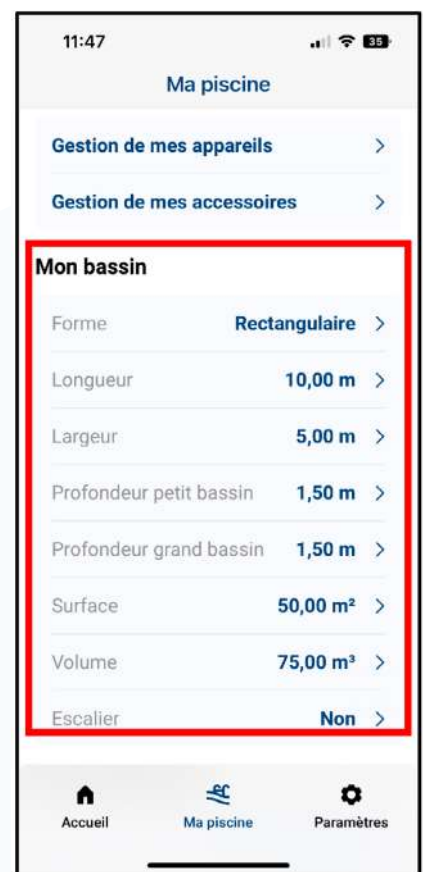 11:47
35
Ma piscine
Gestion de mes appareils
Gestion de mes accessoires
Mon bassin
Forme Rectangulaire
Longueur 10,00 m
Largeur 5,00 m
Profondeur petit bassin 1,50 m
Profondeur grand bassin 1,50 m
Surface 50,00 m²
Volume 75,00 m³
Escalier Non
Accueil Ma piscine Paramètres